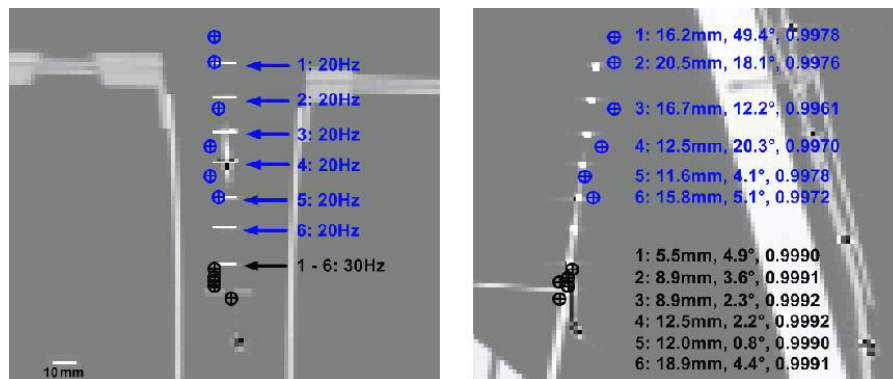 1: 20Hz
2: 20Hz
3: 20Hz
4: 20Hz
5: 20Hz
6: 20Hz
1 - 6: 30Hz
10mm
1: 16.2mm, 49.4°, 0.9978
2: 20.5mm, 18.1°, 0.9976
3: 16.7mm, 12.2°, 0.9961
4: 12.5mm, 20.3°, 0.9970
5: 11.6mm, 4.1°, 0.9978
6: 15.8mm, 5.1°, 0.9972
1: 5.5mm, 4.9°, 0.9990
2: 8.9mm, 3.6°, 0.9991
3: 8.9mm, 2.3°, 0.9992
4: 12.5mm, 2.2°, 0.9992
5: 12.0mm, 0.8°, 0.9990
6: 18.9mm, 4.4°, 0.9991